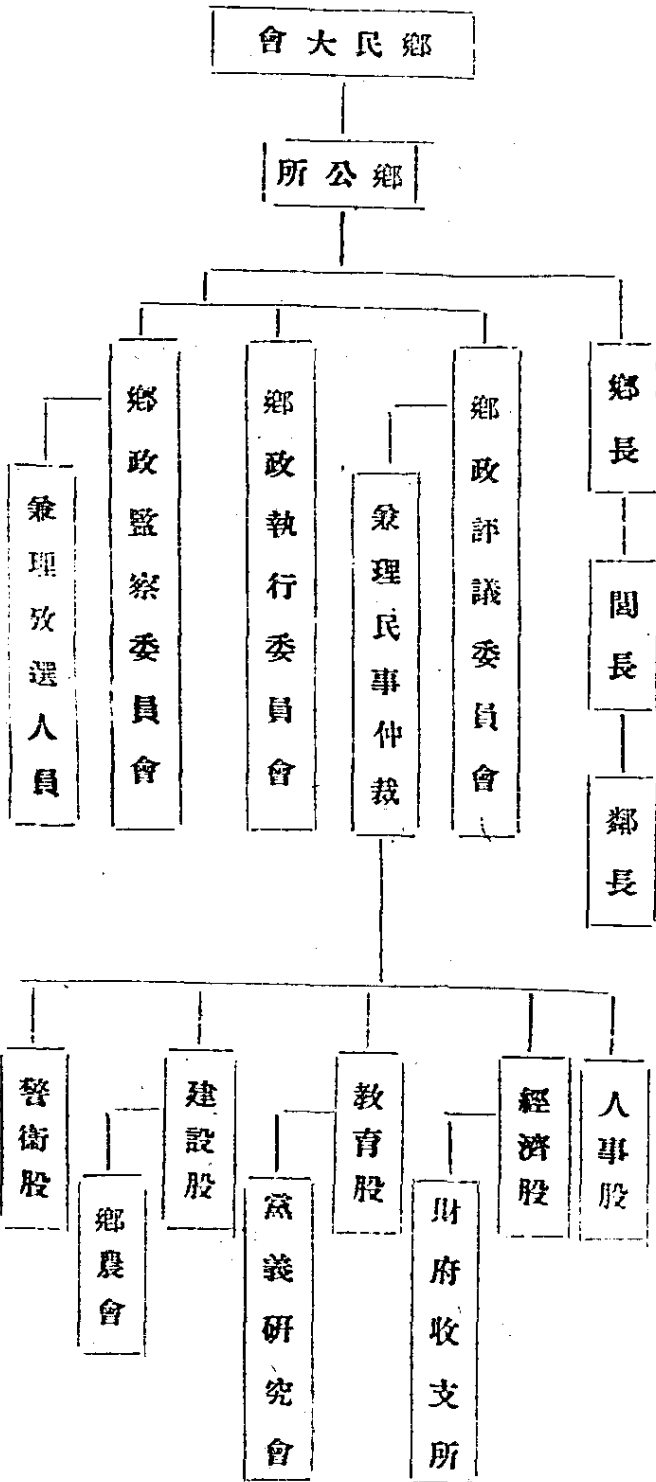 鄉民大會
鄉公所
鄉長
閭長
鄰長
鄉政評議委員會
兼理民事仲裁
鄉政執行委員會
鄉政監察委員會
兼理攷選人員
人事股
經濟股
財府收支所
教育股
黨義研究會
建設股
鄉農會
警衛股